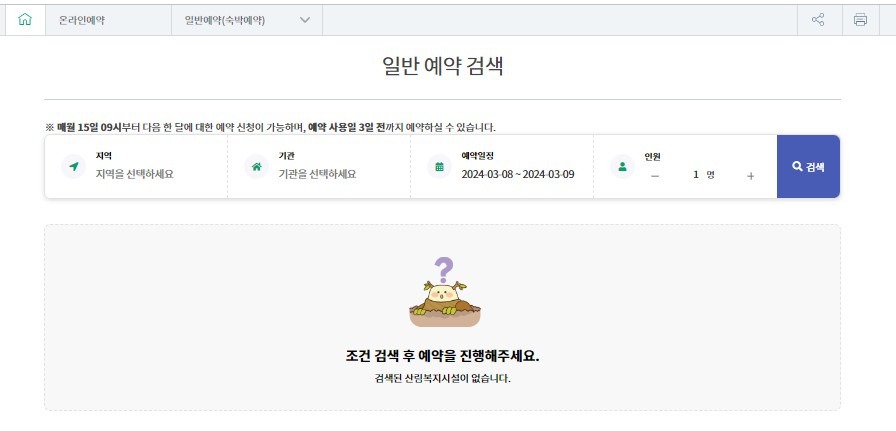 온라인예약 일반예약(숙박예약)
일반 예약 검색
※ 매월 15일 09시부터 다음 한 달에 대한 예약 신청이 가능하며, 예약 사용일 3일 전까지 예약하실 수 있습니다.
지역
지역을 선택하세요
기관
기관을 선택하세요
예약일정
2024-03-08 ~ 2024-03-09
인원
− 1 명 +
검색
?
조건 검색 후 예약을 진행해주세요.
검색된 산림복지시설이 없습니다.